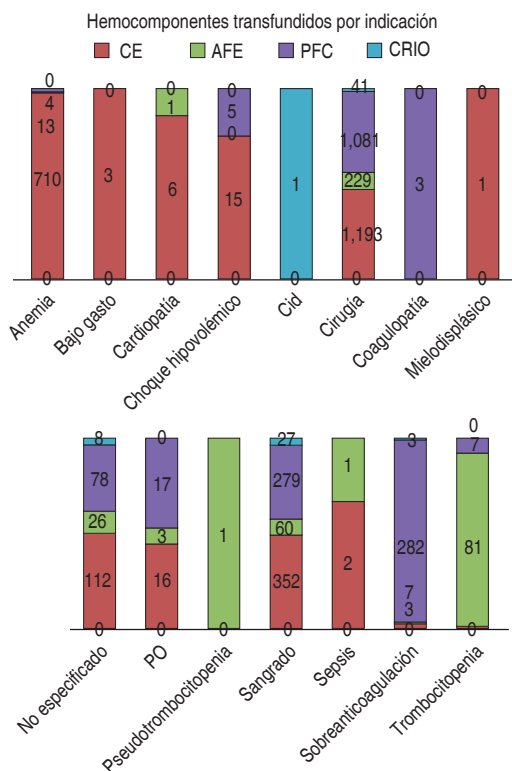 Hemocomponentes transfundidos por indicación
CE AFE PFC CRIO
0 0 0 0 0 41 0 0
4 1 5 1,081
13
710 3 6 0 15 1 229 3 1
1,193
0 0 0 0 0 0 0 0
Anemia
Bajo gasto
Cardiopatía
Choque hipovolémico
Cid
Cirugía
Coagulopatía
Mielodisplásico
8 0 27 3 0
7
78 17 279 1
26 3 1 60 282 81
112 16 352 2 7
3
0 0 0 0 0 0 0
No especificado
PO
Pseudotrombocitopenia
Sangrado
Sepsis
Sobreanticoagulación
Trombocitopenia